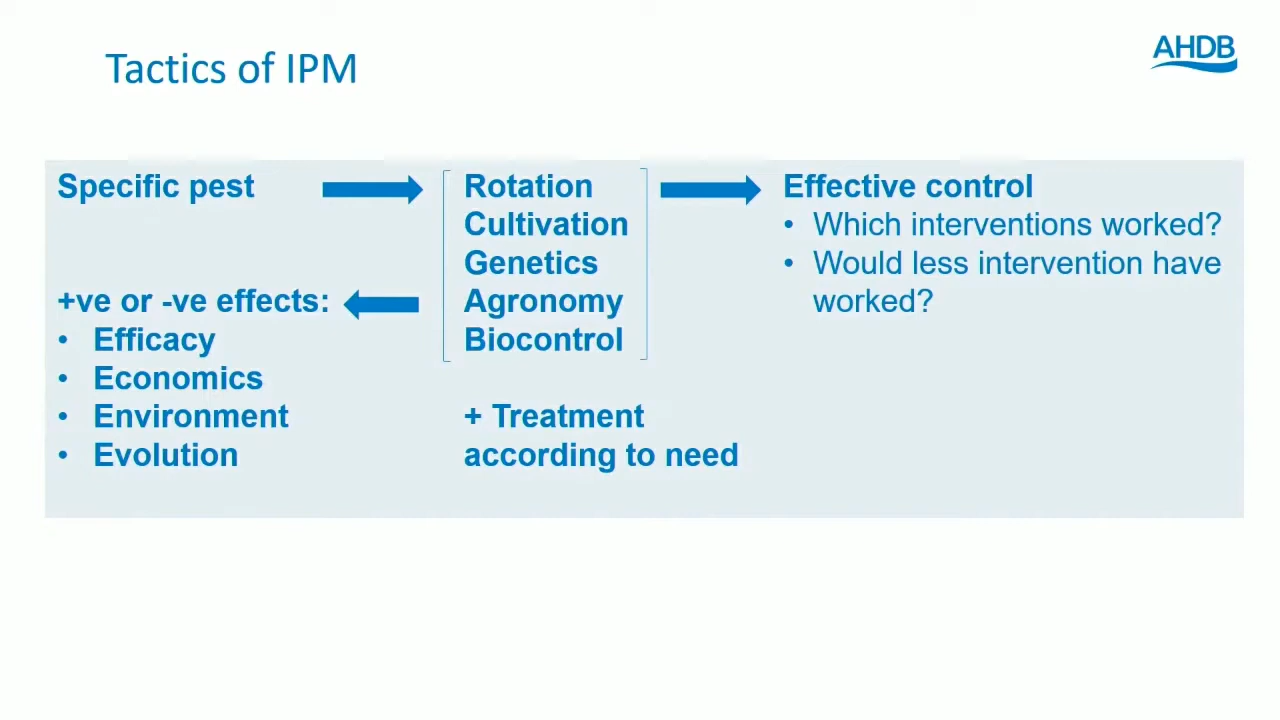 Tactics of IPM
AHDB
Specific pest
+ve or -ve effects:
• Efficacy
• Economics
• Environment
• Evolution
Rotation
Cultivation
Genetics
Agronomy
Biocontrol
+ Treatment
according to need
Effective control
• Which interventions worked?
• Would less intervention have
worked?